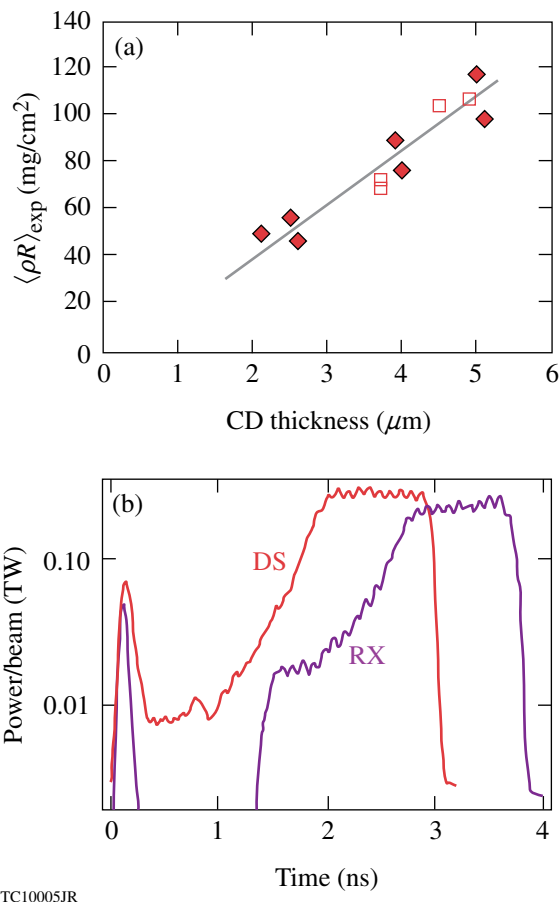 (a)
140
120
100
80
60
40
20
0
⟨ρR⟩exp (mg/cm²)
0 1 2 3 4 5 6
CD thickness (μm)
(b)
DS
RX
0.10
0.01
Power/beam (TW)
0 1 2 3 4
Time (ns)
TC10005JR